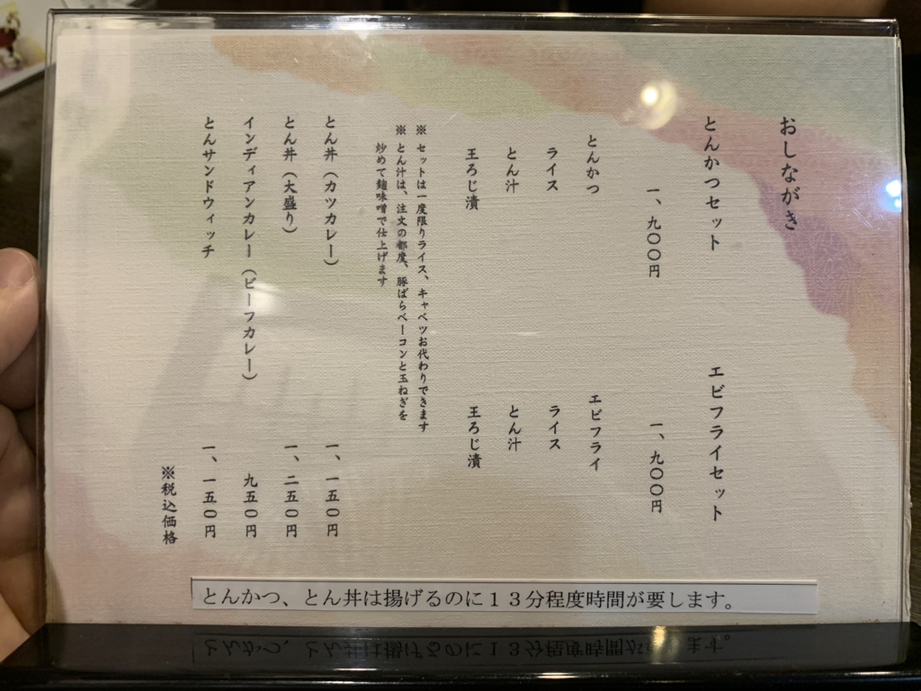 おしながき
とんかつセット
一、九〇〇円
とんかつ
ライス
とん汁
王ろじ漬
エビフライセット
一、九〇〇円
エビフライ
ライス
とん汁
王ろじ漬
※ セットは一度限りライス、キャベツお代わりできます
※ とん汁は、注文の都度、豚ばらベーコンと玉ねぎを
炒めて麹味噌で仕上げます
とん丼（カツカレー） 一、一五〇円
とん丼（大盛り） 一、二五〇円
インディアンカレー（ビーフカレー） 九五〇円
とんサンドウィッチ 一、一五〇円
※税込価格
とんかつ、とん丼は揚げるのに１３分程度時間が要します。